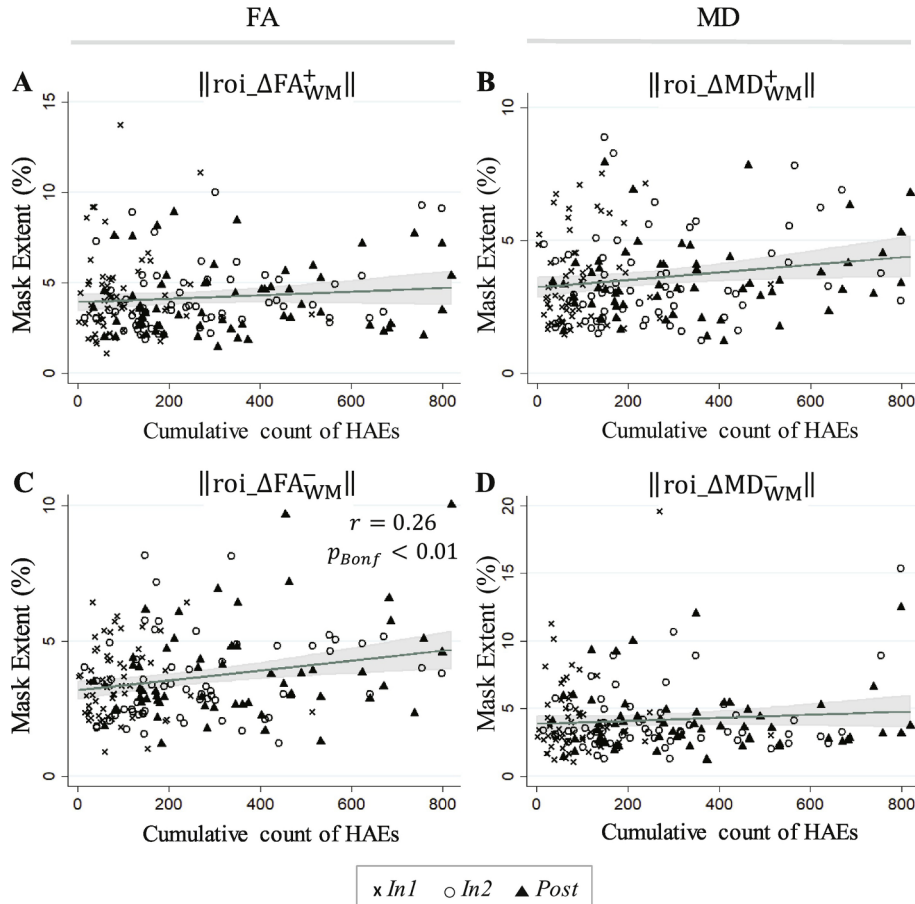 FA
MD
A
‖roi_ΔFA⁺WM‖
15
10
5
0
Mask Extent (%)
0 200 400 600 800
Cumulative count of HAEs
B
‖roi_ΔMD⁺WM‖
10
5
0
Mask Extent (%)
0 200 400 600 800
Cumulative count of HAEs
C
‖roi_ΔFA⁻WM‖
r = 0.26
pBonf < 0.01
10
5
0
Mask Extent (%)
0 200 400 600 800
Cumulative count of HAEs
D
‖roi_ΔMD⁻WM‖
20
15
10
5
0
Mask Extent (%)
0 200 400 600 800
Cumulative count of HAEs
In1 In2 Post